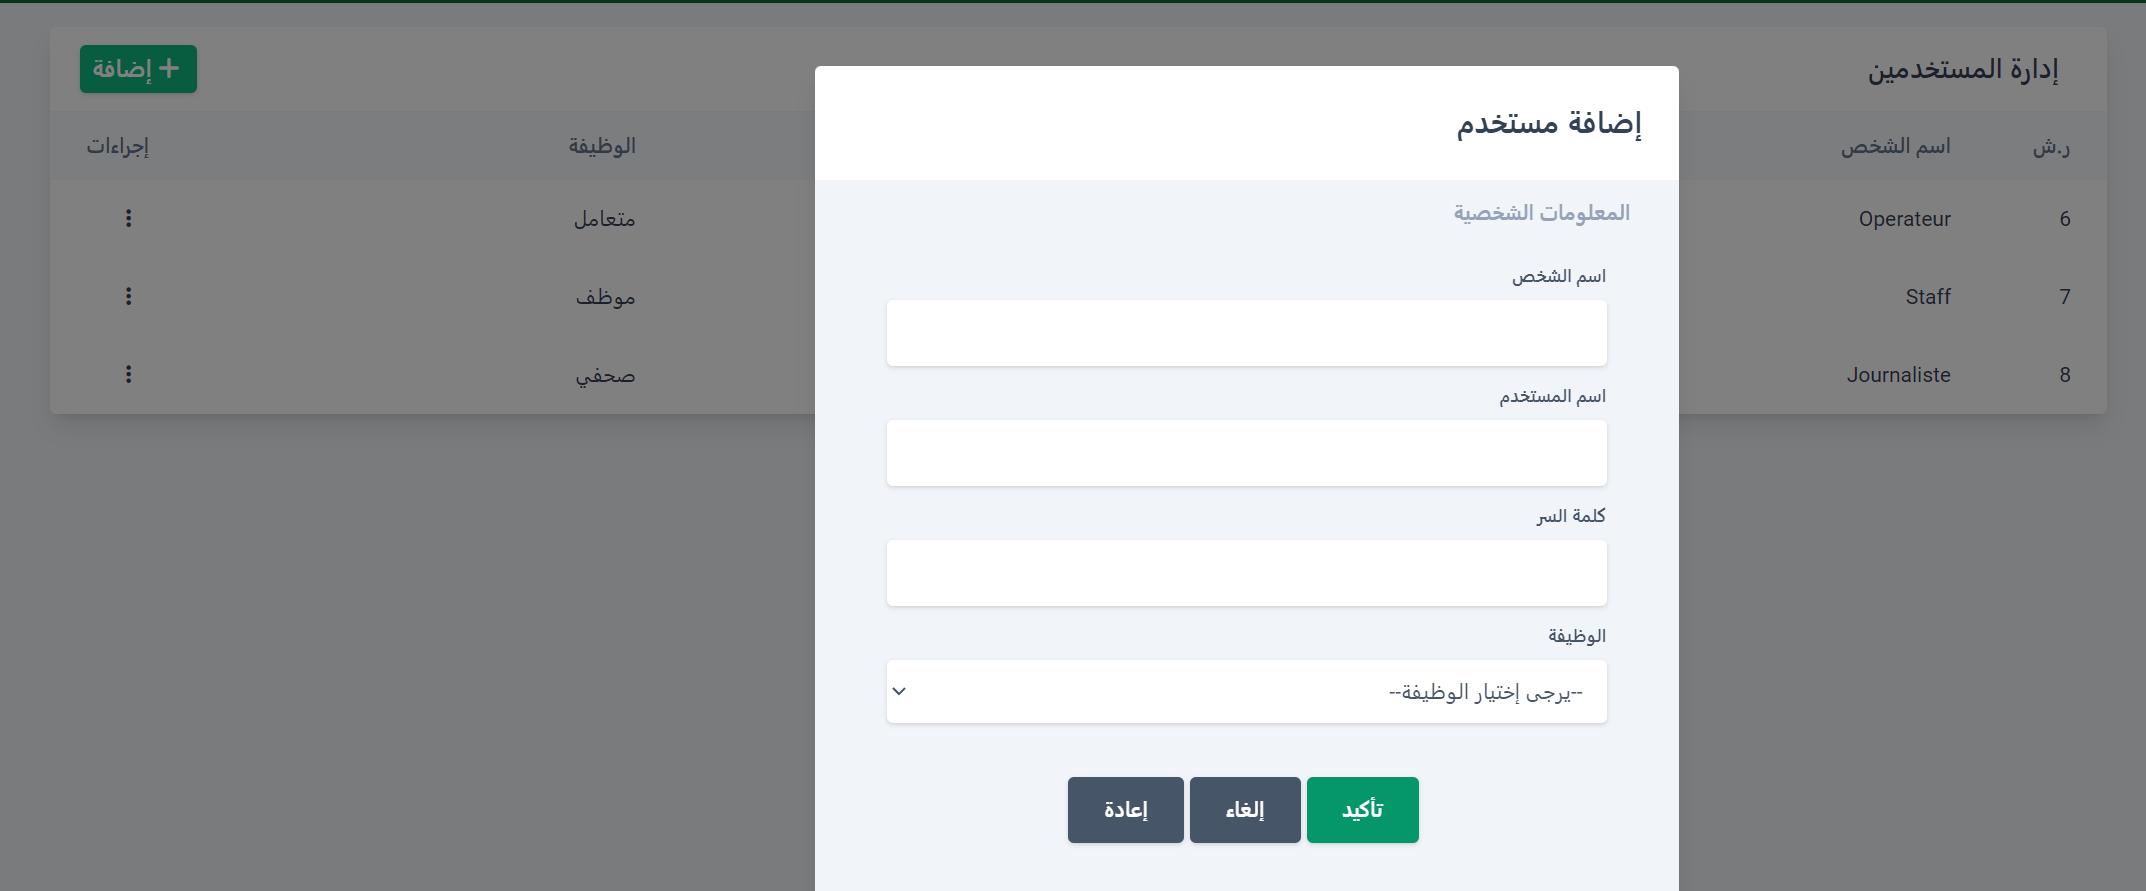 إدارة المستخدمين
إضافة
ر.ش
اسم الشخص
الوظيفة
إجراءات
6
Operateur
متعامل
7
Staff
موظف
8
Journaliste
صحفي
إضافة مستخدم
المعلومات الشخصية
اسم الشخص
اسم المستخدم
كلمة السر
الوظيفة
--يرجى إختيار الوظيفة--
تأكيد
إلغاء
إعادة